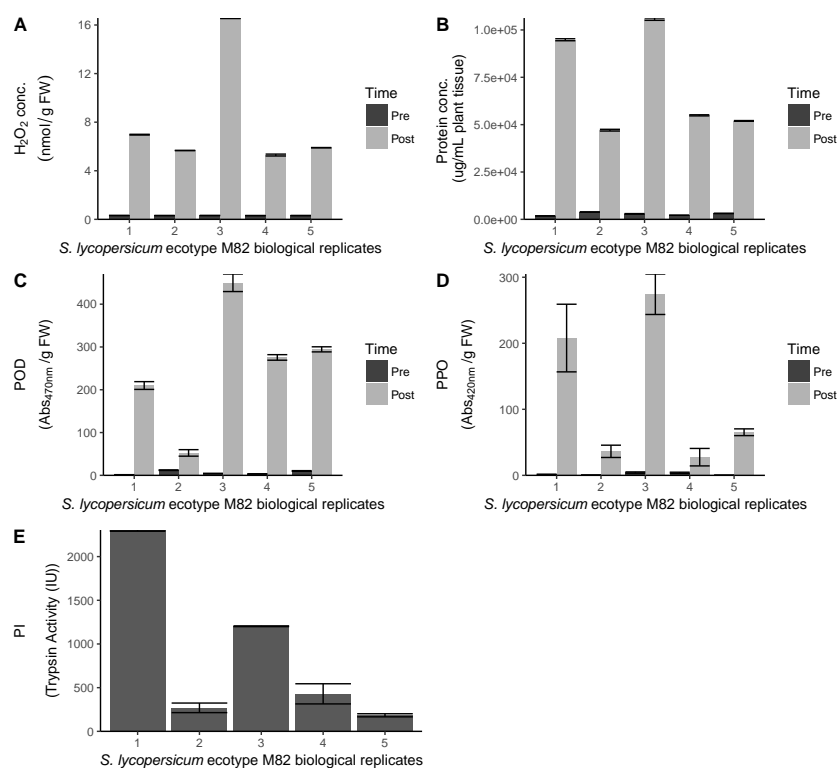 A
H2O2 conc.
(nmol/g FW)
16
12
8
4
0
1 2 3 4 5
S. lycopersicum ecotype M82 biological replicates
Time
Pre
Post
B
Protein conc.
(ug/mL plant tissue)
1.0e+05
7.5e+04
5.0e+04
2.5e+04
0.0e+00
1 2 3 4 5
S. lycopersicum ecotype M82 biological replicates
Time
Pre
Post
C
POD
(Abs470nm /g FW)
400
300
200
100
0
1 2 3 4 5
S. lycopersicum ecotype M82 biological replicates
Time
Pre
Post
D
PPO
(Abs420nm /g FW)
300
200
100
0
1 2 3 4 5
S. lycopersicum ecotype M82 biological replicates
Time
Pre
Post
E
PI
(Trypsin Activity (IU))
2000
1500
1000
500
0
1 2 3 4 5
S. lycopersicum ecotype M82 biological replicates